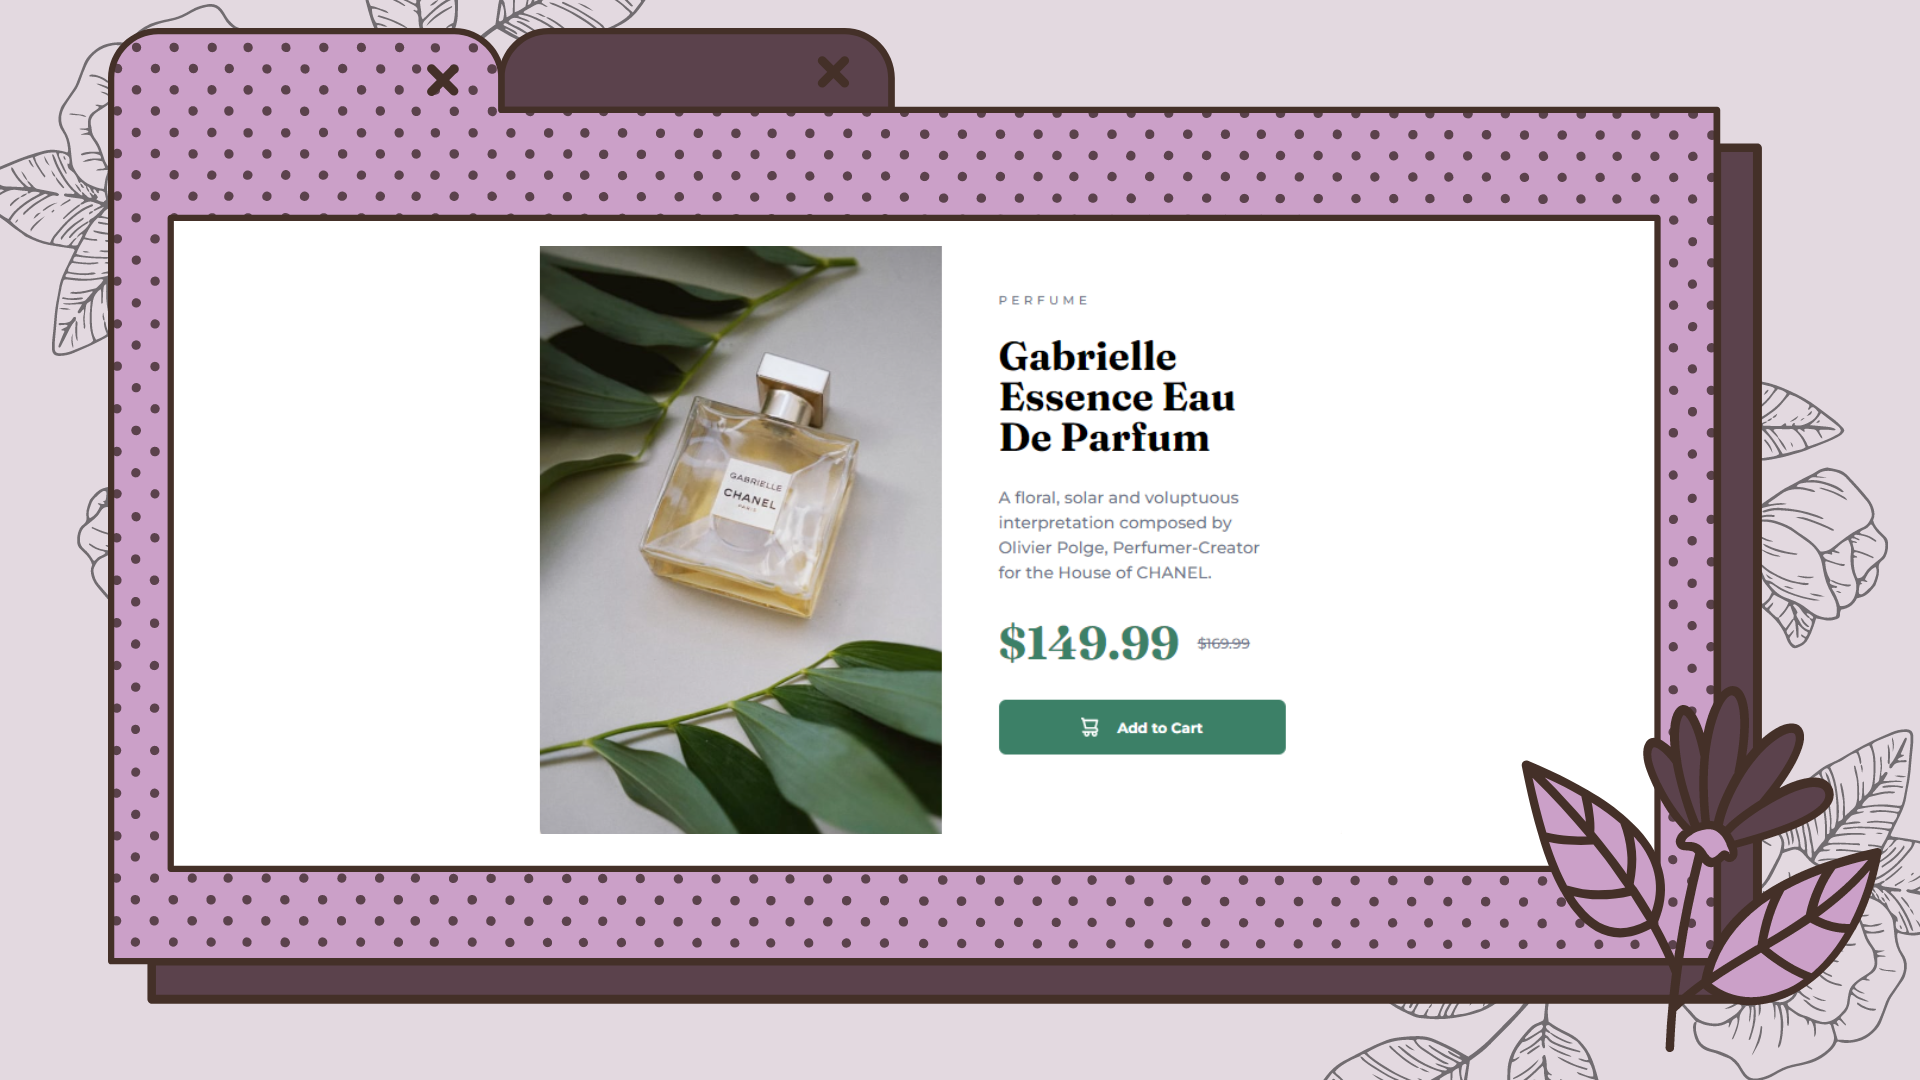 GABRIELLE
CHANEL
PARIS
PERFUME
Gabrielle
Essence Eau
De Parfum
A floral, solar and voluptuous
interpretation composed by
Olivier Polge, Perfumer-Creator
for the House of CHANEL.
$149.99 $169.99
Add to Cart